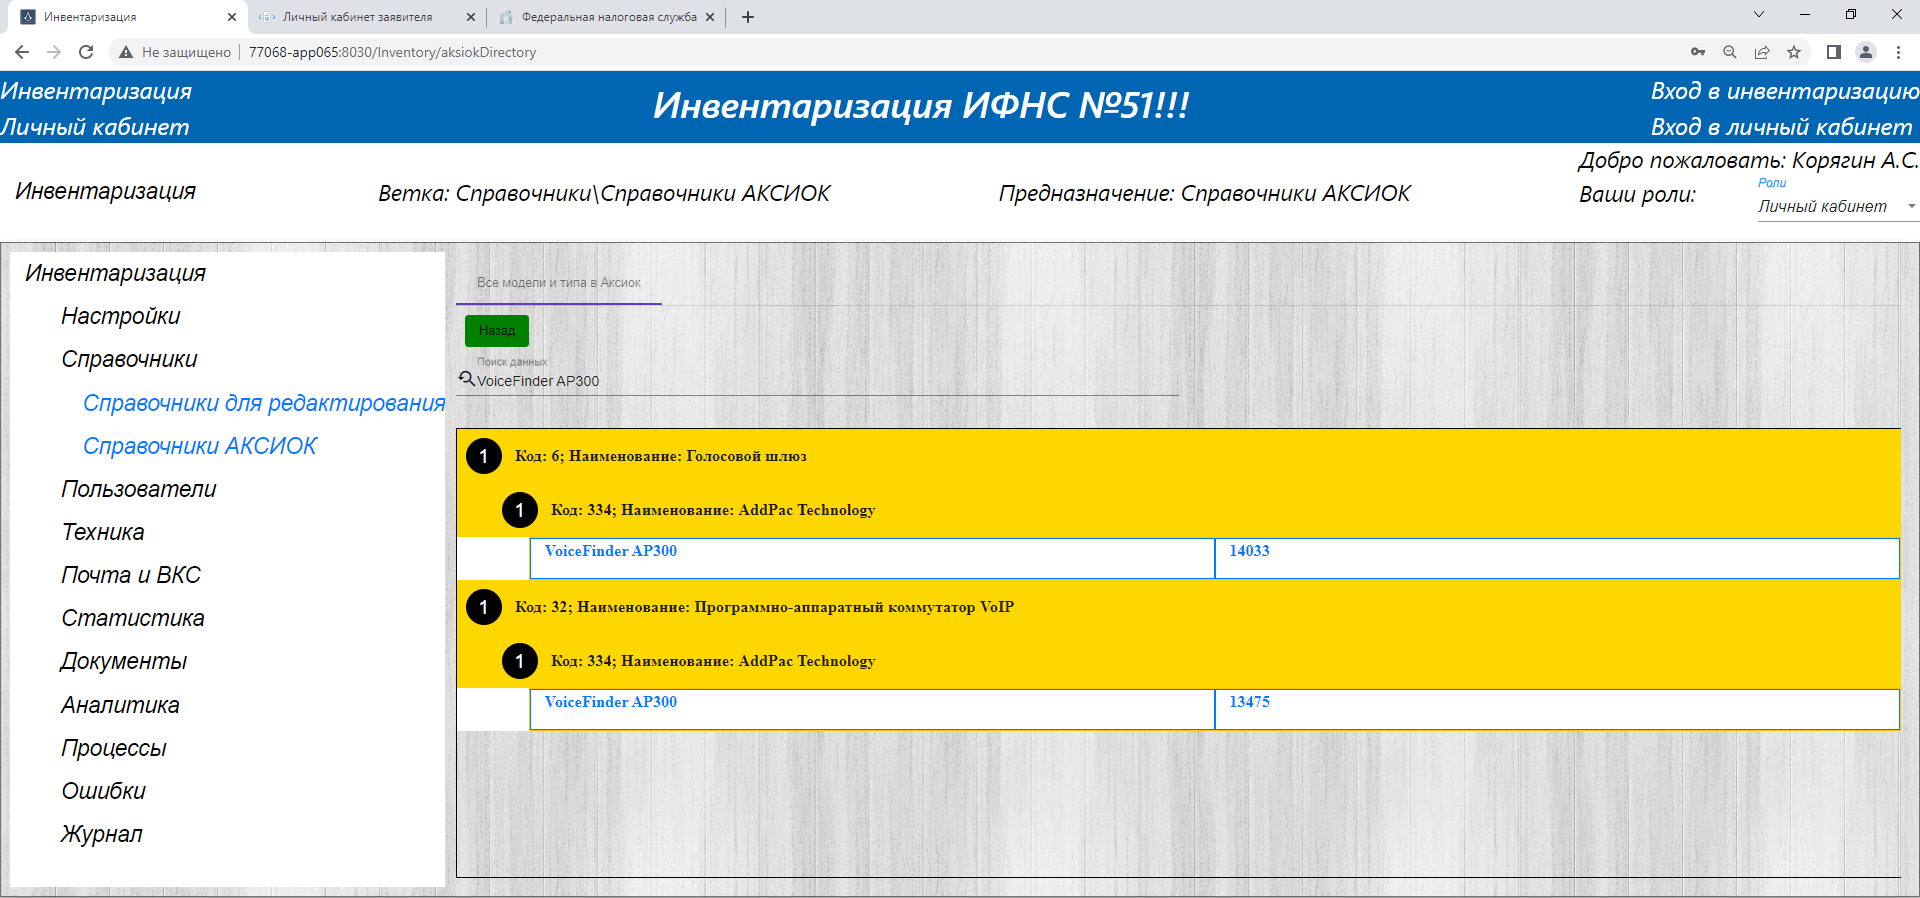 Инвентаризация
Личный кабинет заявителя
Федеральная налоговая служба
Не защищено
77068-app065:8030/Inventory/aksiokDirectory
Инвентаризация
Личный кабинет
Инвентаризация ИФНС №51!!!
Вход в инвентаризацию
Вход в личный кабинет
Добро пожаловать: Корягин А.С.
Инвентаризация
Ветка: Справочники\Справочники АКСИОК
Предназначение: Справочники АКСИОК
Ваши роли:
Роли
Личный кабинет
Инвентаризация
Настройки
Справочники
Справочники для редактирования
Справочники АКСИОК
Пользователи
Техника
Почта и ВКС
Статистика
Документы
Аналитика
Процессы
Ошибки
Журнал
Все модели и типа в Аксиок
Назад
Поиск данных
VoiceFinder AP300
1 Код: 6; Наименование: Голосовой шлюз
1 Код: 334; Наименование: AddPac Technology
VoiceFinder AP300 14033
1 Код: 32; Наименование: Программно-аппаратный коммутатор VoIP
1 Код: 334; Наименование: AddPac Technology
VoiceFinder AP300 13475